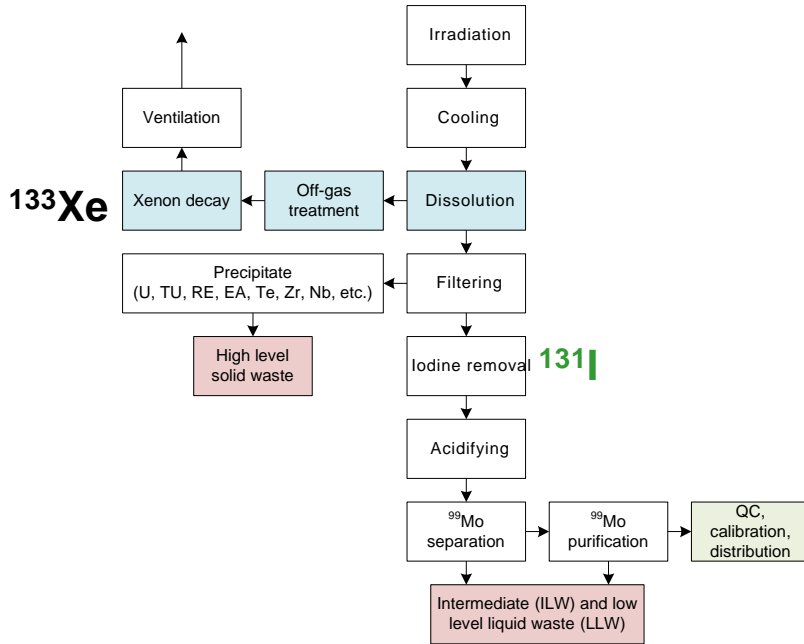 Irradiation
Ventilation
Cooling
¹³³Xe
Xenon decay
Off-gas
treatment
Dissolution
Precipitate
(U, TU, RE, EA, Te, Zr, Nb, etc.)
Filtering
High level
solid waste
Iodine removal
¹³¹I
Acidifying
⁹⁹Mo
separation
⁹⁹Mo
purification
QC,
calibration,
distribution
Intermediate (ILW) and low
level liquid waste (LLW)